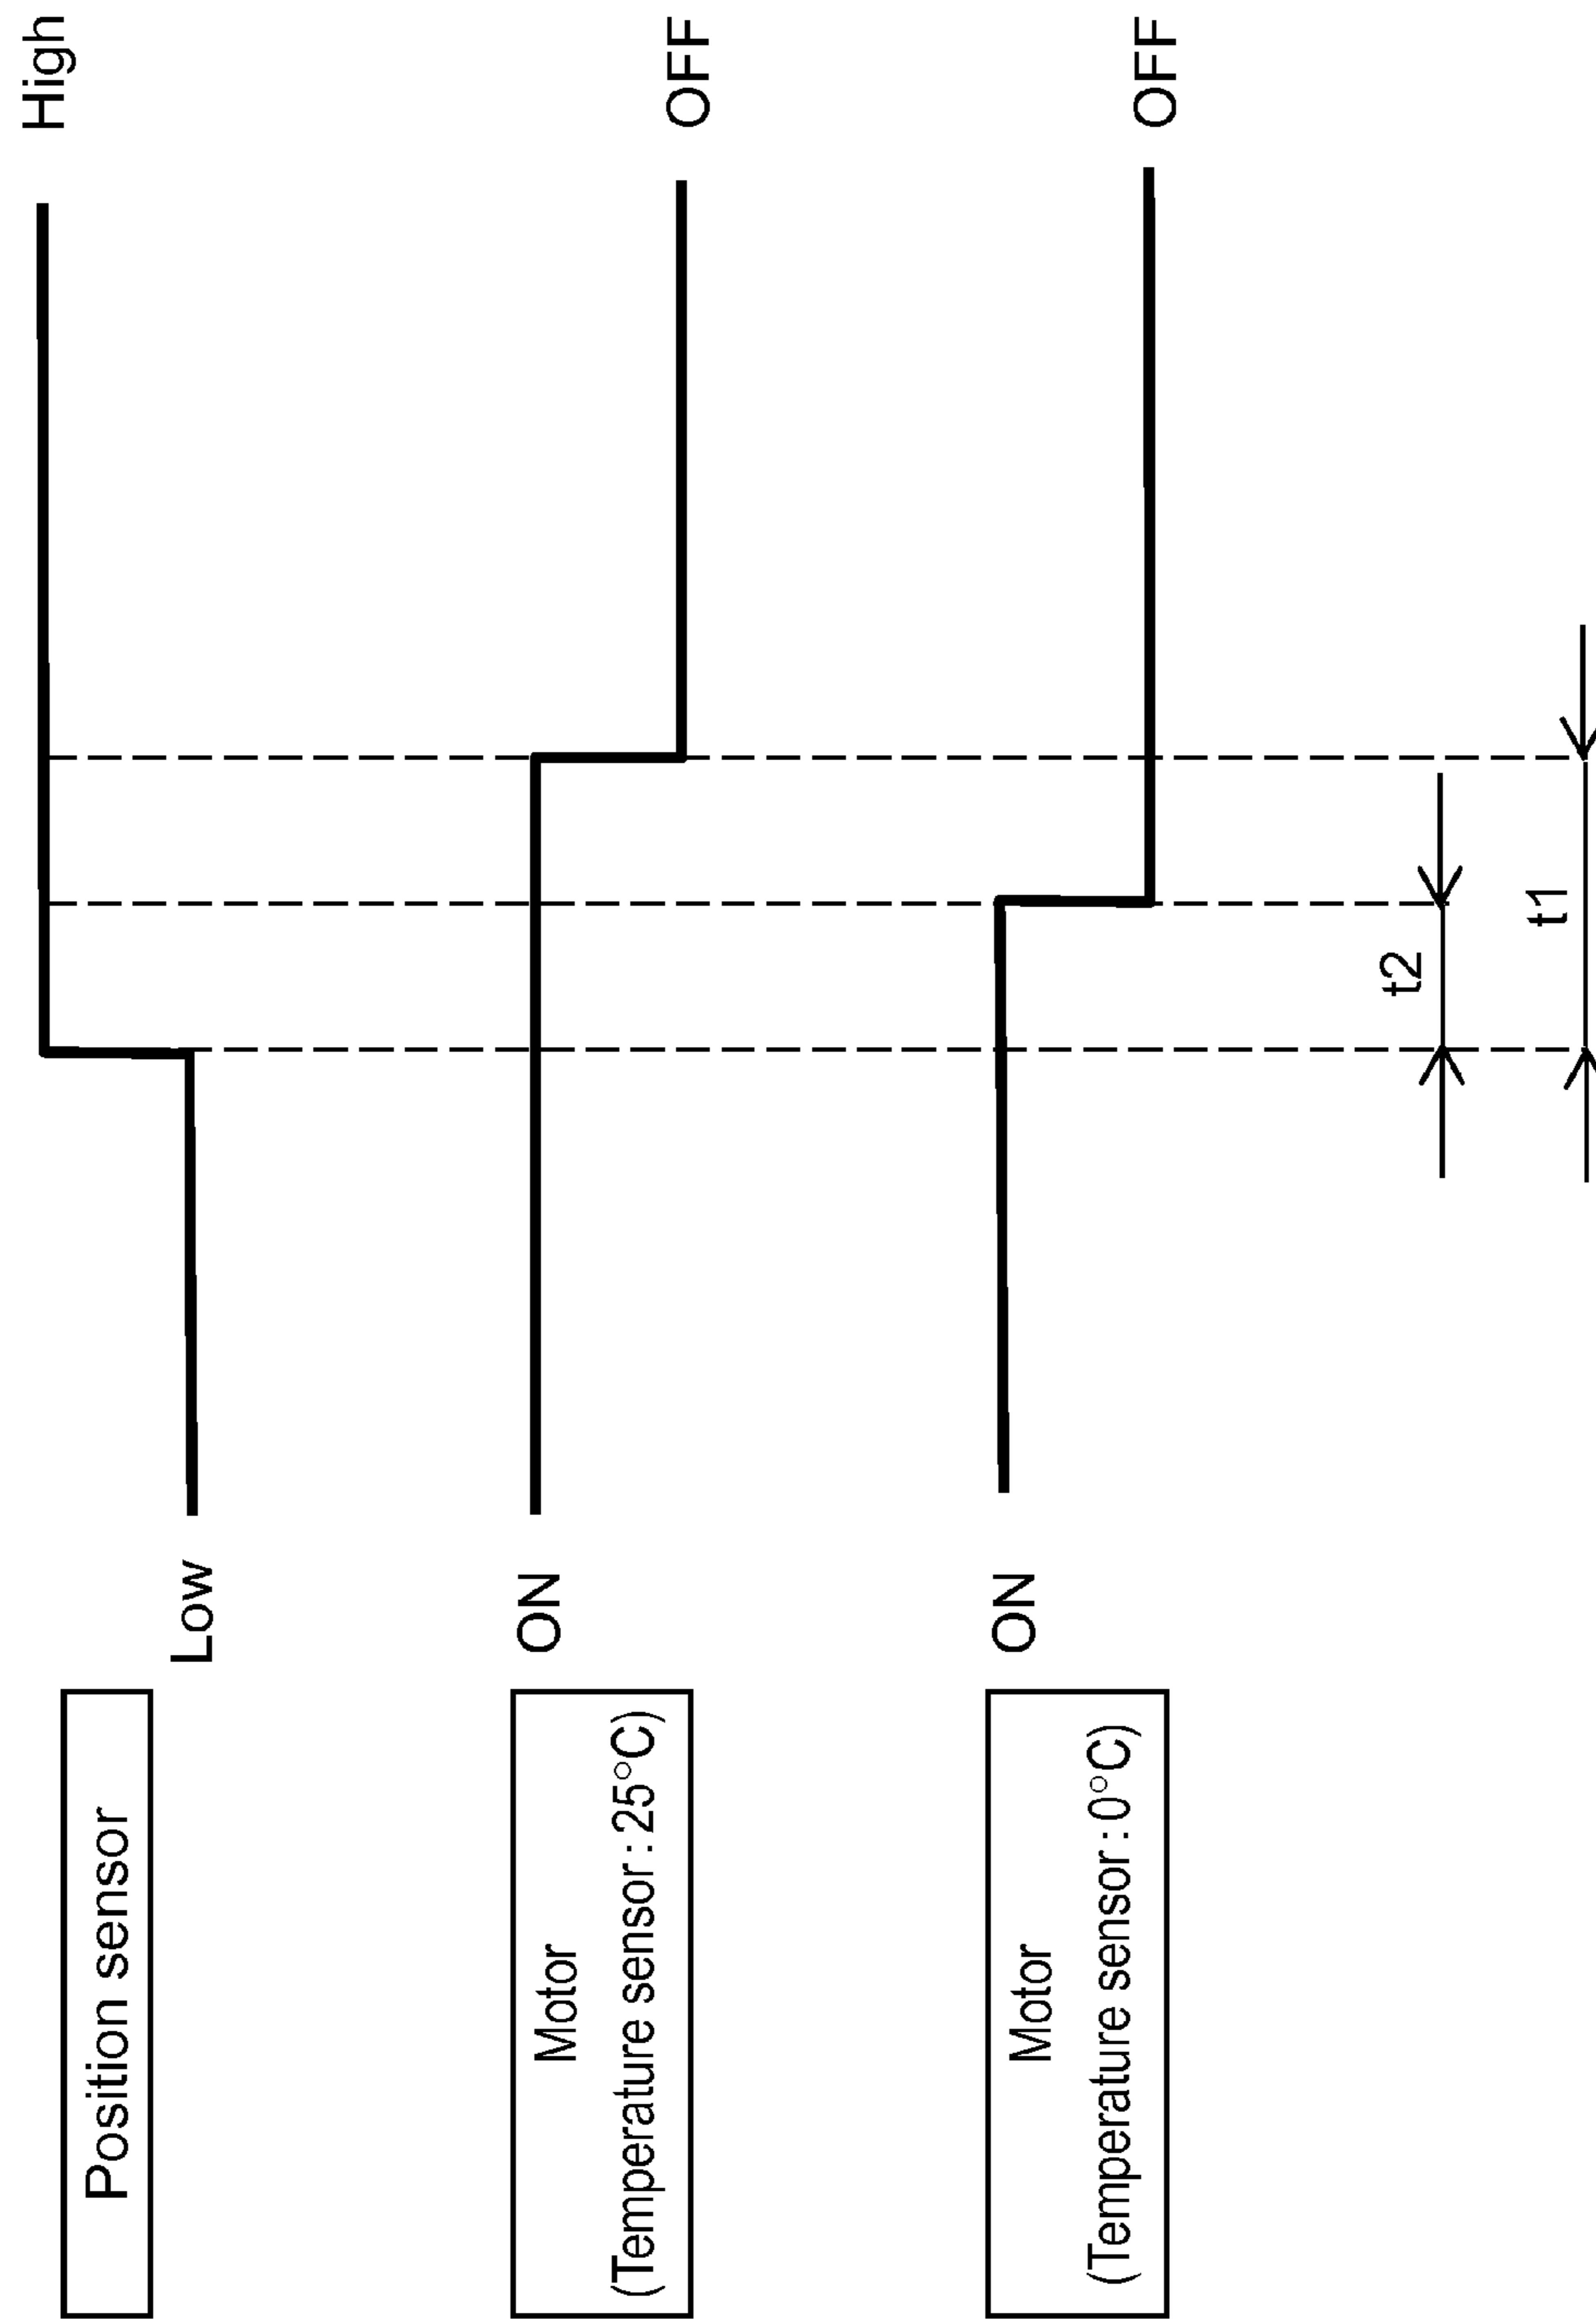 Position sensor
Low
High
Motor
(Temperature sensor : 25°C)
ON
OFF
Motor
(Temperature sensor : 0°C)
ON
OFF
t2
t1